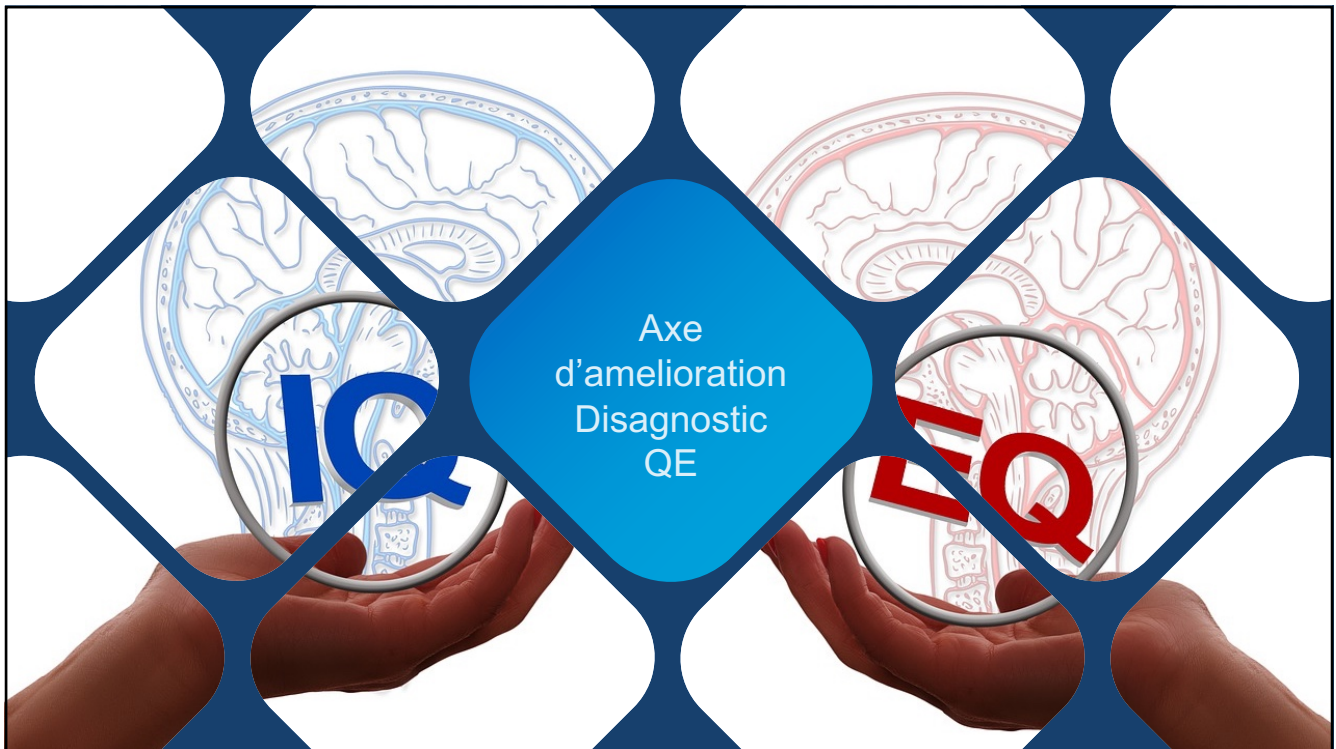 Axe
d’amelioration
Disagnostic
QE
IQ
EQ